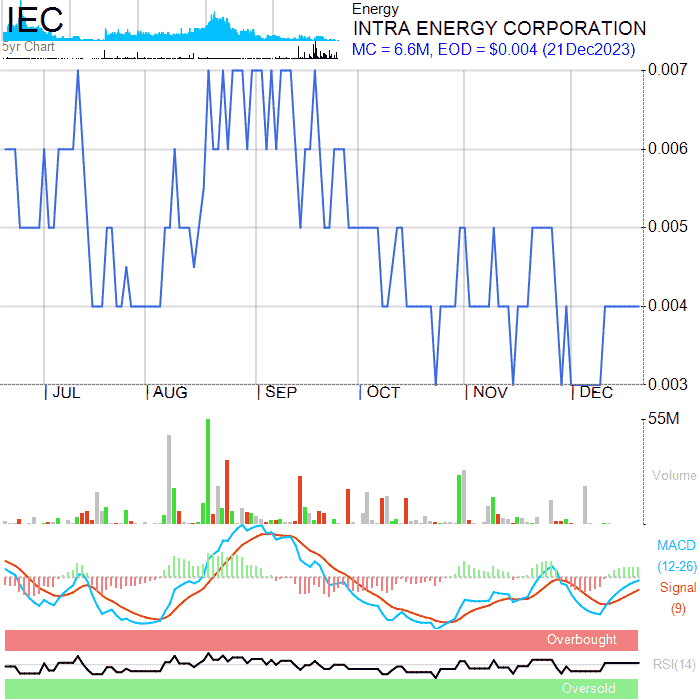 IEC
5yr Chart
Energy
INTRA ENERGY CORPORATION
MC = 6.6M, EOD = $0.004 (21Dec2023)
0.007
0.006
0.005
0.004
0.003
JUL AUG SEP OCT NOV DEC
55M
Volume
MACD
(12-26)
Signal
(9)
Overbought
RSI(14)
Oversold